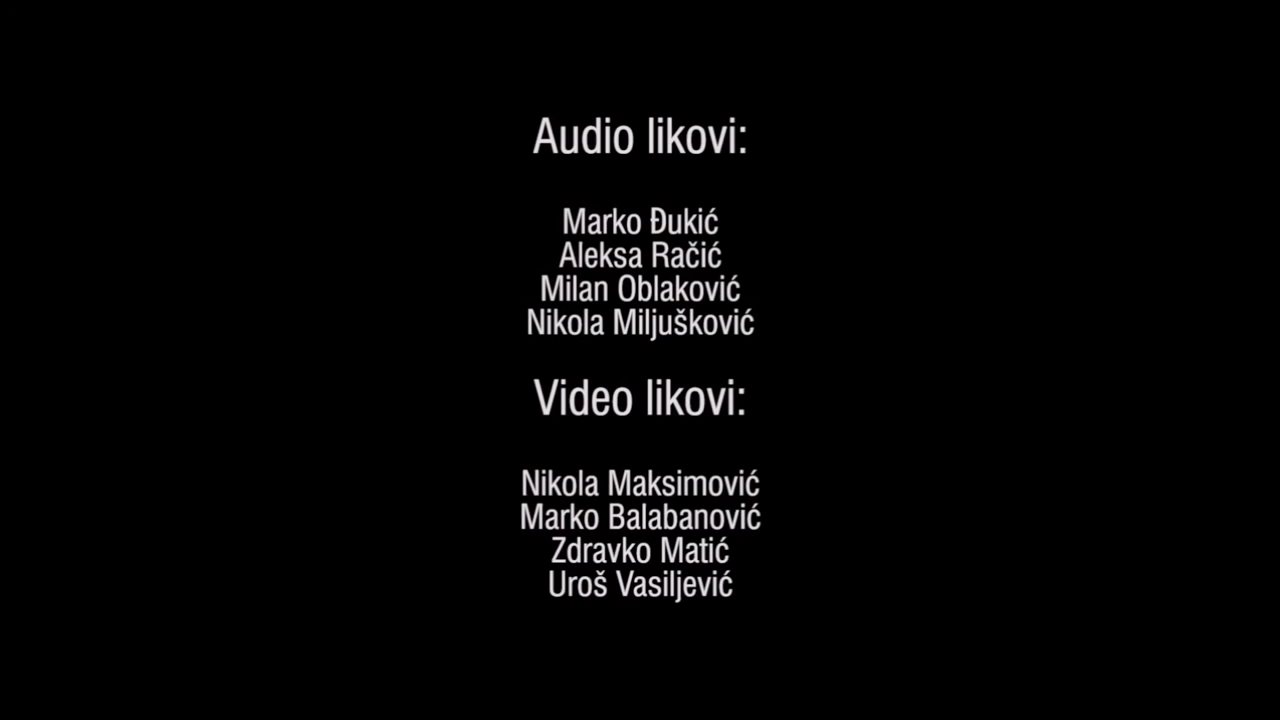 Audio likovi:
Marko Đukić
Aleksa Račić
Milan Oblaković
Nikola Miljušković
Video likovi:
Nikola Maksimović
Marko Balabanović
Zdravko Matić
Uroš Vasiljević